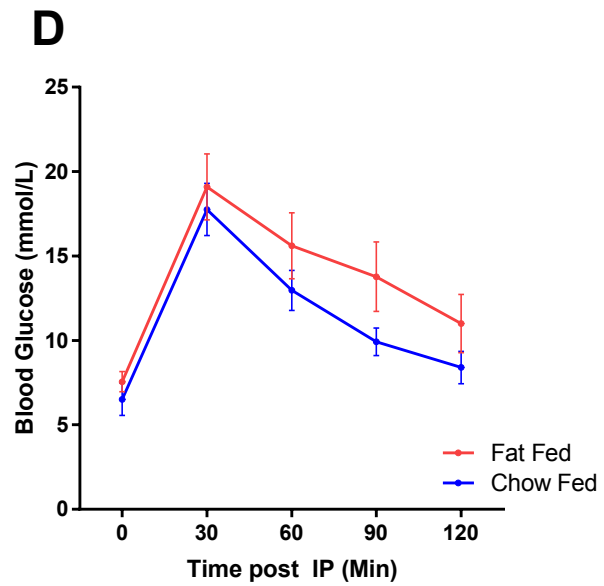 D
Blood Glucose (mmol/L)
25
20
15
10
5
0
0 30 60 90 120
Time post  IP (Min)
Fat Fed
Chow Fed